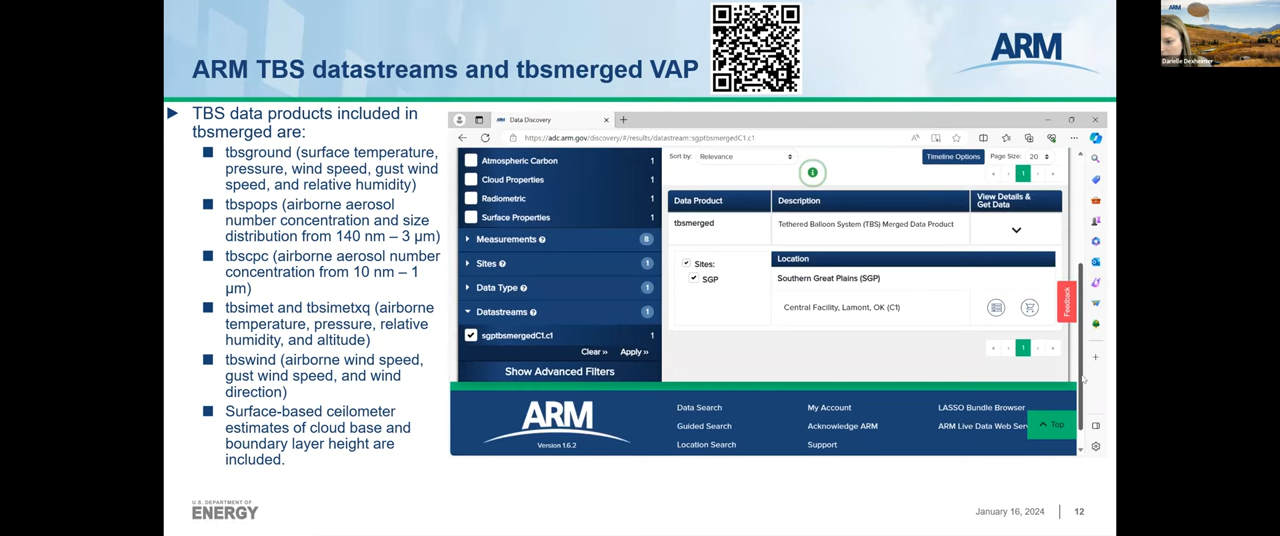 ARM
Darielle Dexheimer
ARM TBS datastreams and tbsmerged VAP
ARM
TBS data products included in
tbsmerged are:
tbsground (surface temperature,
pressure, wind speed, gust wind
speed, and relative humidity)
tbspops (airborne aerosol
number concentration and size
distribution from 140 nm – 3 µm)
tbscpc (airborne aerosol number
concentration from 10 nm – 1
µm)
tbsimet and tbsimetxq (airborne
temperature, pressure, relative
humidity, and altitude)
tbswind (airborne wind speed,
gust wind speed, and wind
direction)
Surface-based ceilometer
estimates of cloud base and
boundary layer height are
included.
Data Discovery
https://adc.arm.gov/discovery/#/results/datastream:sgptbsmergedC1.c1
Atmospheric Carbon 1
Cloud Properties 1
Radiometric 1
Surface Properties 1
Measurements 8
Sites 1
Data Type 1
Datastreams 1
sgptbsmergedC1.c1 1
Clear » Apply »
Show Advanced Filters
Sort by: Relevance
Timeline Options Page Size: 20
« ‹ 1 › »
Data Product Description View Details & Get Data
tbsmerged Tethered Balloon System (TBS) Merged Data Product
Sites: Location
SGP Southern Great Plains (SGP)
Central Facility, Lamont, OK (C1)
Feedback
« ‹ 1 › »
ARM
Version 1.6.2
Data Search My Account LASSO Bundle Browser
Guided Search Acknowledge ARM ARM Live Data Web Serv
Location Search Support
Top
U.S. DEPARTMENT OF
ENERGY
January 16, 2024 12